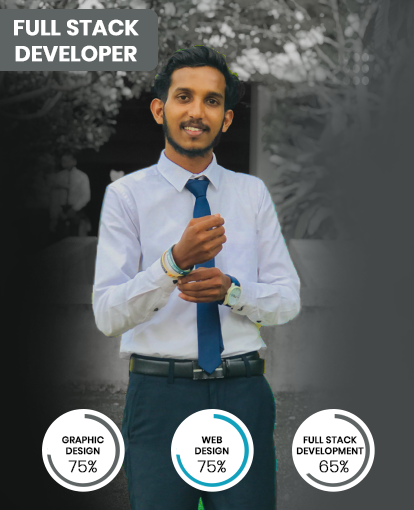 FULL STACK
DEVELOPER
GRAPHIC
DESIGN
75%
WEB
DESIGN
75%
FULL STACK
DEVELOPMENT
65%